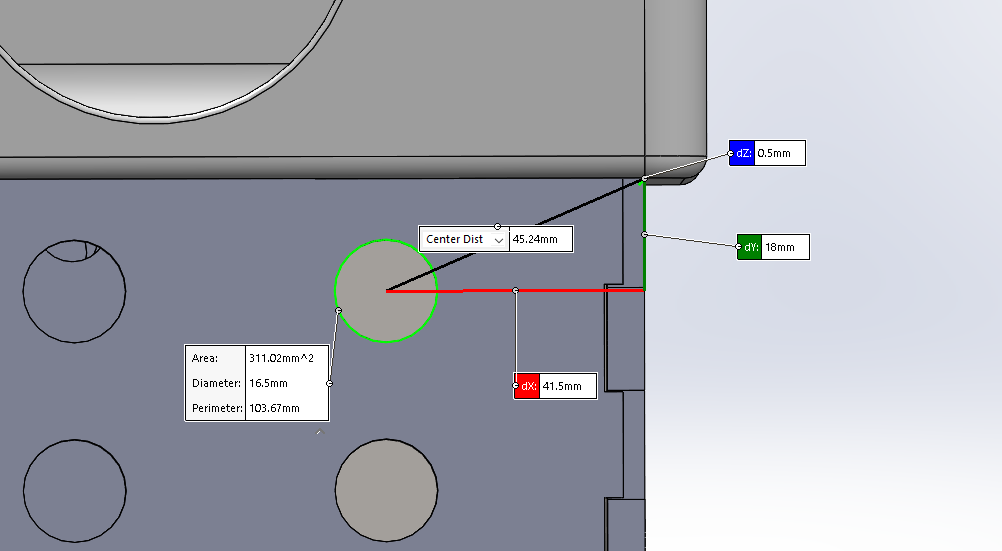 dZ: 0.5mm
Center Dist 45.24mm
dY: 18mm
Area: 311.02mm^2
Diameter: 16.5mm
Perimeter: 103.67mm
dX: 41.5mm